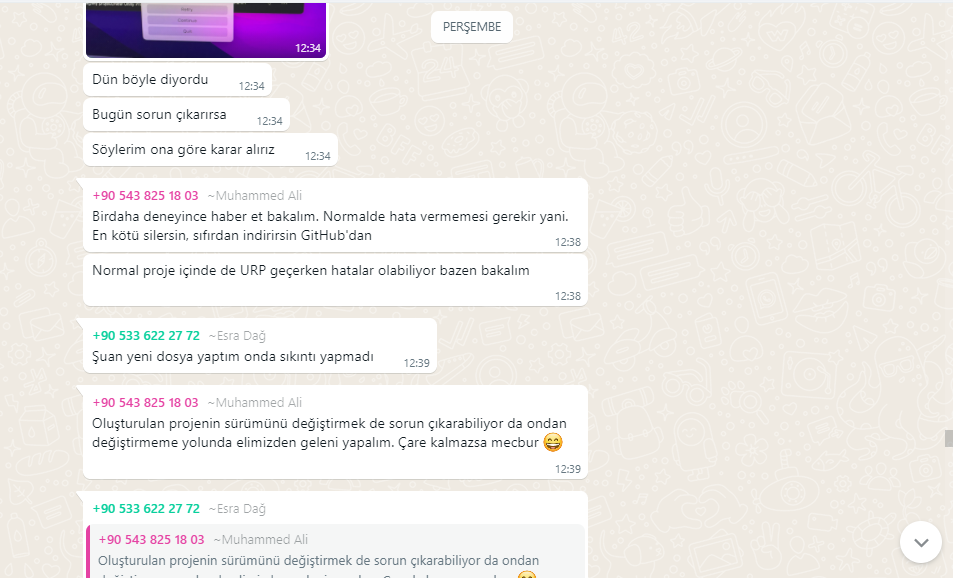 PERŞEMBE
12:34
Dün böyle diyordu
12:34
Bugün sorun çıkarırsa
12:34
Söylerim ona göre karar alırız
12:34
+90 543 825 18 03 ~Muhammed Ali
Birdaha deneyince haber et bakalım. Normalde hata vermemesi gerekir yani.
En kötü silersin, sıfırdan indirirsin GitHub'dan
12:38
Normal proje içinde de URP geçerken hatalar olabiliyor bazen bakalım
12:38
+90 533 622 27 72 ~Esra Dağ
Şuan yeni dosya yaptım onda sıkıntı yapmadı
12:39
+90 543 825 18 03 ~Muhammed Ali
Oluşturulan projenin sürümünü değiştirmek de sorun çıkarabiliyor da ondan
değiştirmeme yolunda elimizden geleni yapalım. Çare kalmazsa mecbur 😄
12:39
+90 533 622 27 72 ~Esra Dağ
+90 543 825 18 03 ~Muhammed Ali
Oluşturulan projenin sürümünü değiştirmek de sorun çıkarabiliyor da ondan